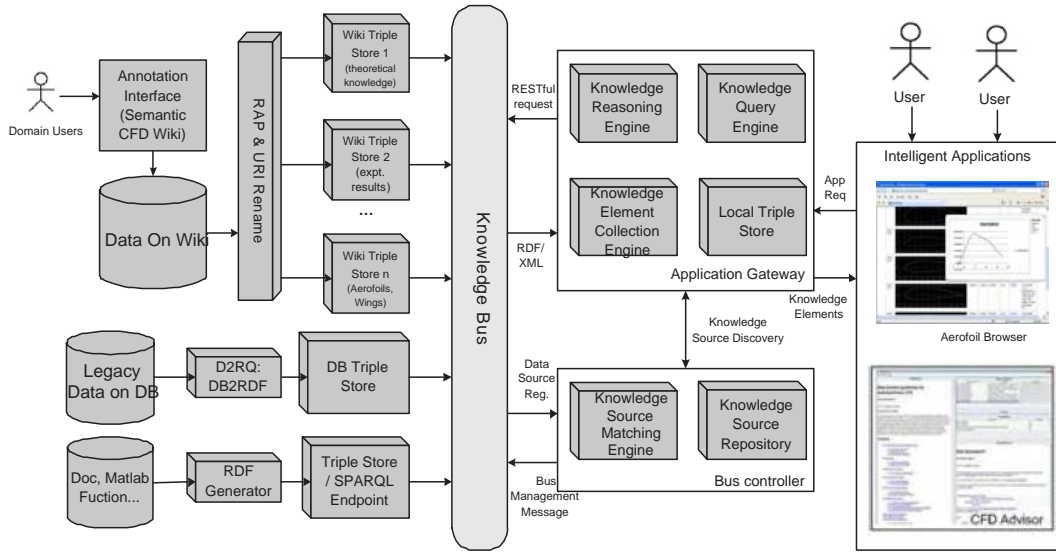 Domain Users
Annotation
Interface
(Semantic
CFD Wiki)
Data On Wiki
RAP & URI Rename
Wiki Triple
Store 1
(theoretical
knowledge)
Wiki Triple
Store 2
(expt.
results)
...
Wiki Triple
Store n
(Aerofoils,
Wings)
Legacy
Data on DB
D2RQ:
DB2RDF
DB Triple
Store
Doc, Matlab
Fuction...
RDF
Generator
Triple Store
/ SPARQL
Endpoint
Knowledge Bus
RESTful
request
RDF/
XML
Knowledge
Reasoning
Engine
Knowledge
Query
Engine
Knowledge
Element
Collection
Engine
Local Triple
Store
Application Gateway
Knowledge
Source Discovery
Data
Source
Reg.
Bus
Management
Message
Knowledge
Source
Matching
Engine
Knowledge
Source
Repository
Bus controller
App
Req
Knowledge
Elements
User
User
Intelligent Applications
Aerofoil Browser
CFD Advisor